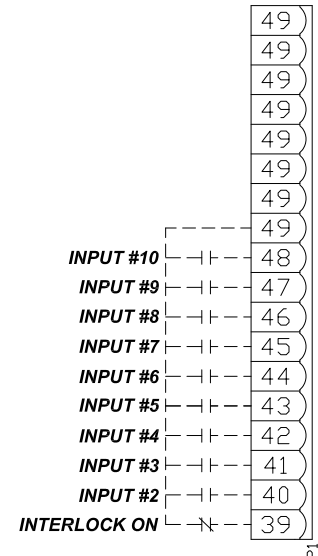 49
49
49
49
49
49
49
49
INPUT #10 48
INPUT #9 47
INPUT #8 46
INPUT #7 45
INPUT #6 44
INPUT #5 43
INPUT #4 42
INPUT #3 41
INPUT #2 40
INTERLOCK ON 39